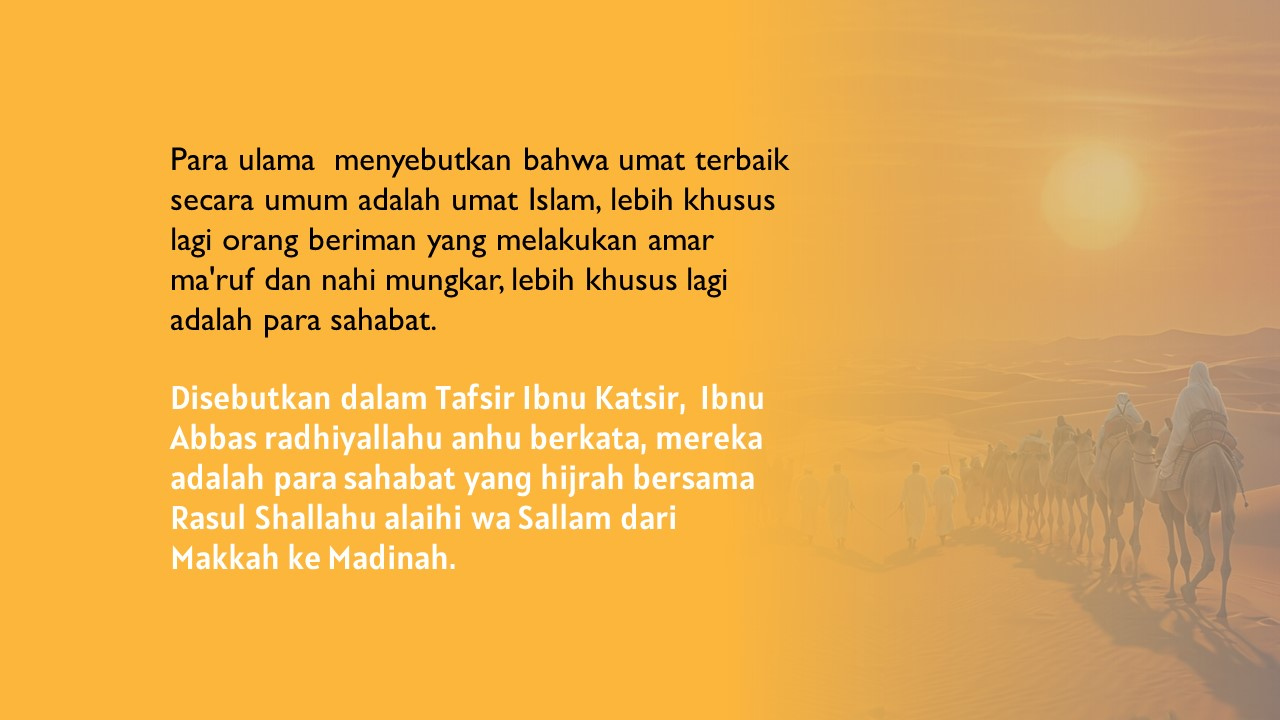 Para ulama  menyebutkan bahwa umat terbaik
secara umum adalah umat Islam, lebih khusus
lagi orang beriman yang melakukan amar
ma'ruf dan nahi mungkar, lebih khusus lagi
adalah para sahabat.
Disebutkan dalam Tafsir Ibnu Katsir,  Ibnu
Abbas radhiyallahu anhu berkata, mereka
adalah para sahabat yang hijrah bersama
Rasul Shallahu alaihi wa Sallam dari
Makkah ke Madinah.